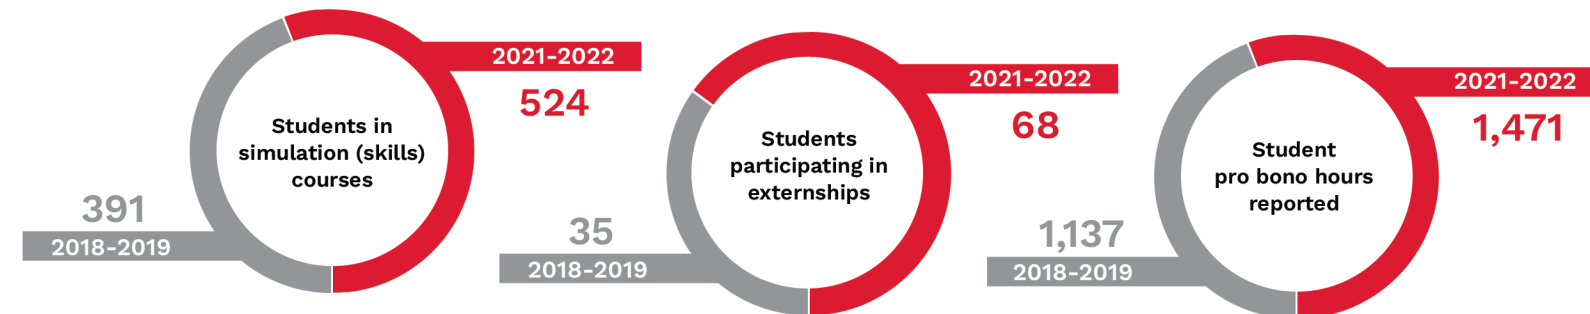 2021-2022
524
Students in
simulation (skills)
courses
391
2018-2019
2021-2022
68
Students
participating in
externships
35
2018-2019
2021-2022
1,471
Student
pro bono hours
reported
1,137
2018-2019